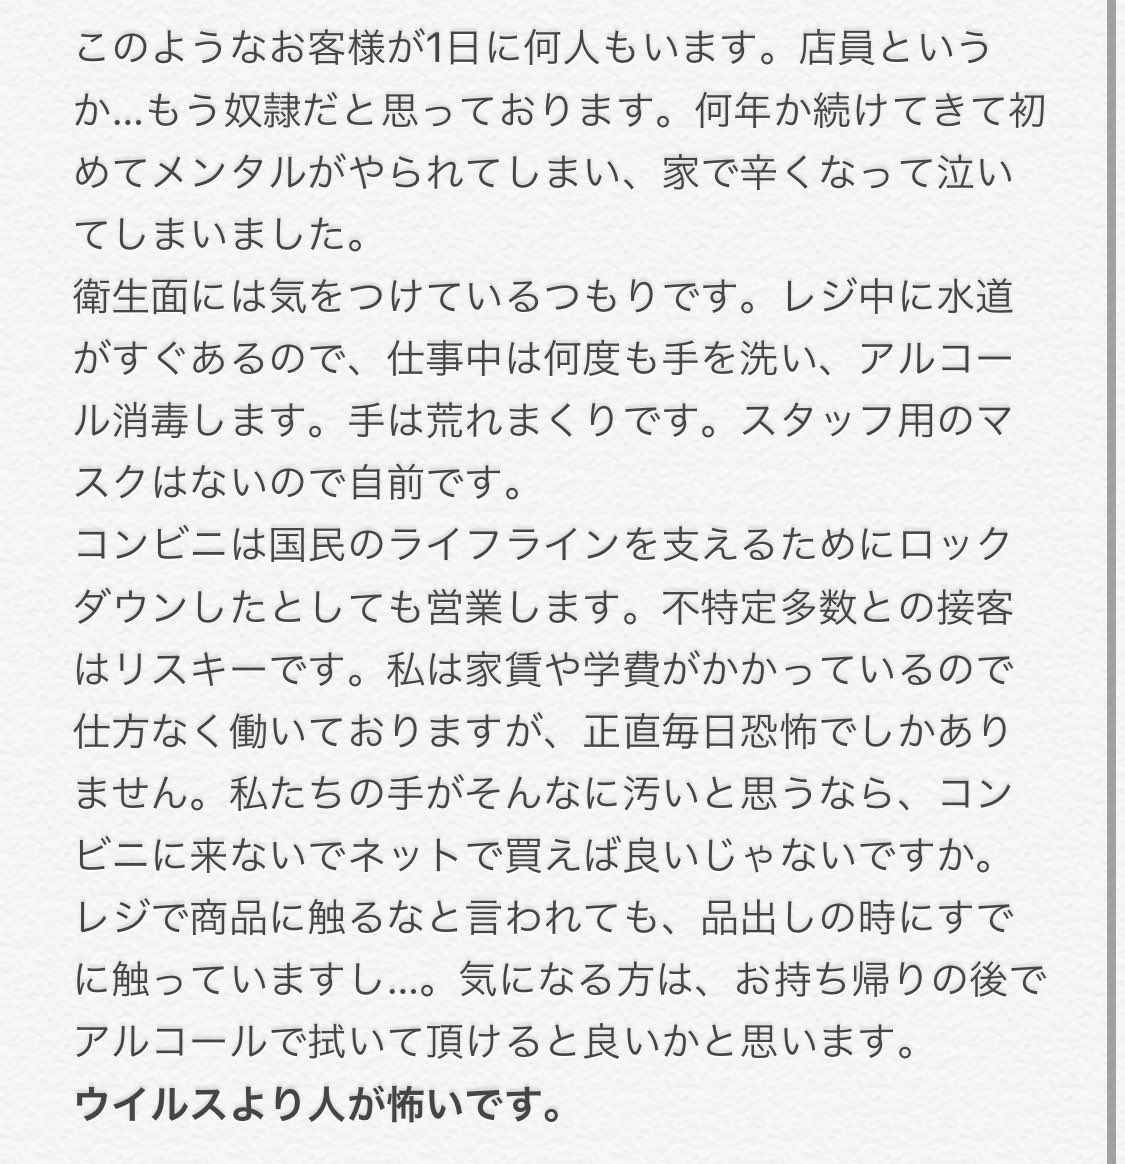 このようなお客様が1日に何人もいます。店員という
か…もう奴隷だと思っております。何年か続けてきて初
めてメンタルがやられてしまい、家で辛くなって泣い
てしまいました。
衛生面には気をつけているつもりです。レジ中に水道
がすぐあるので、仕事中は何度も手を洗い、アルコー
ル消毒します。手は荒れまくりです。スタッフ用のマ
スクはないので自前です。
コンビニは国民のライフラインを支えるためにロック
ダウンしたとしても営業します。不特定多数との接客
はリスキーです。私は家賃や学費がかかっているので
仕方なく働いておりますが、正直毎日恐怖でしかあり
ません。私たちの手がそんなに汚いと思うなら、コン
ビニに来ないでネットで買えば良いじゃないですか。
レジで商品に触るなと言われても、品出しの時にすで
に触っていますし…。気になる方は、お持ち帰りの後で
アルコールで拭いて頂けると良いかと思います。
ウイルスより人が怖いです。